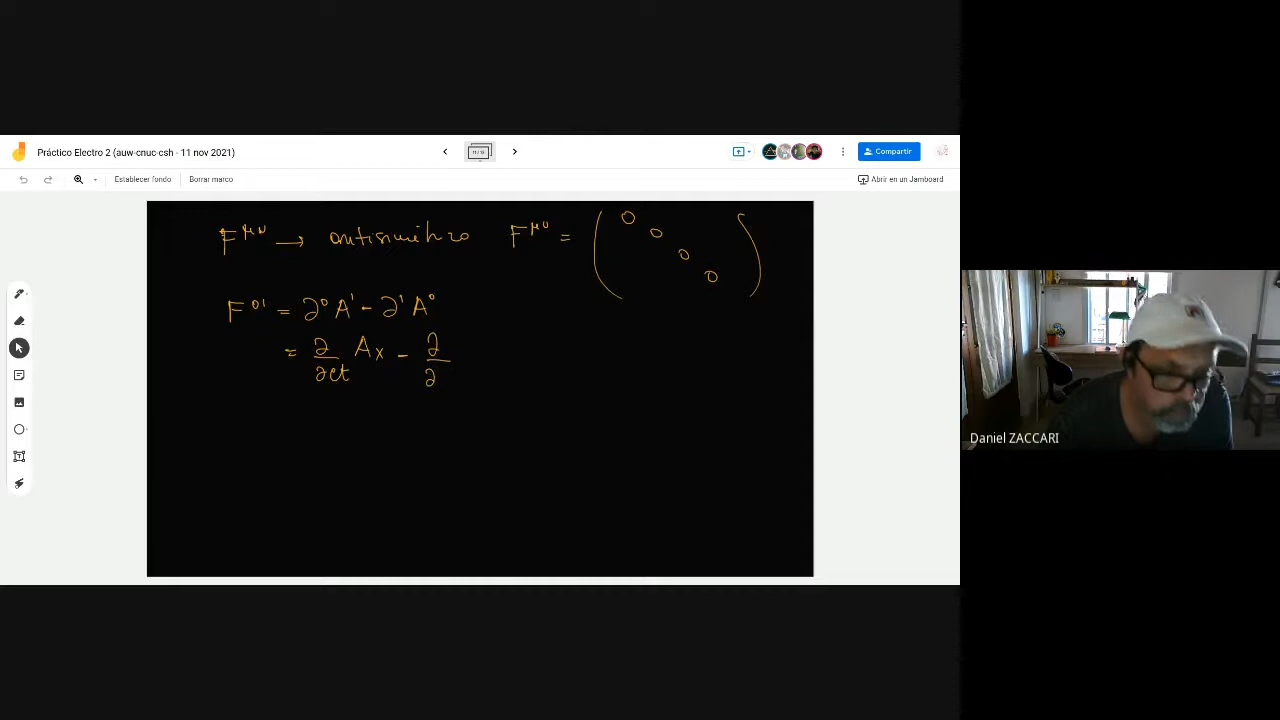 Práctico Electro 2 (auw-cnuc-csh - 11 nov 2021)
Compartir
Establecer fondo
Borrar marco
Abrir en un Jamboard
F^{μν} → antisimétrico F^{μν} = ( 0 0 0 0 )
F^{01} = ∂^0 A^1 - ∂^1 A^0
= ∂/∂ct Ax - ∂/∂
Daniel ZACCARI